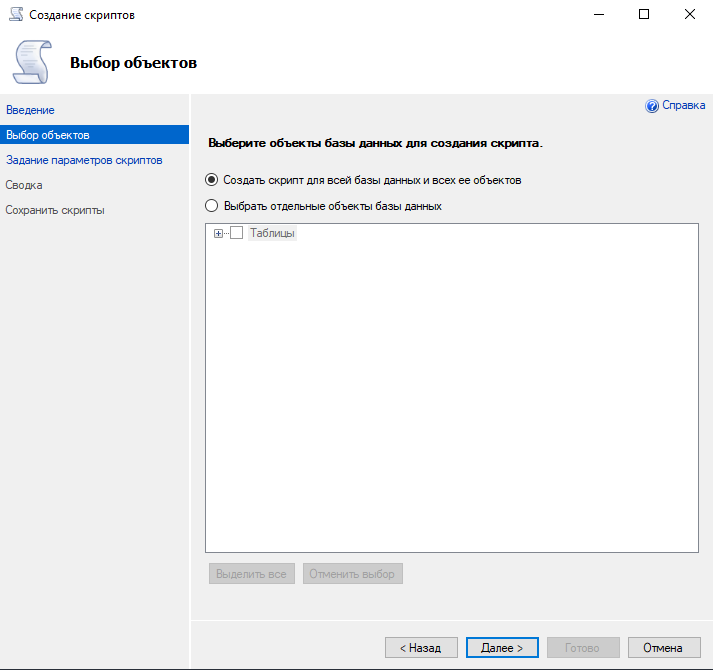 Создание скриптов
Выбор объектов
Введение
Выбор объектов
Задание параметров скриптов
Сводка
Сохранить скрипты
Справка
Выберите объекты базы данных для создания скрипта.
Создать скрипт для всей базы данных и всех ее объектов
Выбрать отдельные объекты базы данных
Таблицы
Выделить все
Отменить выбор
< Назад
Далее >
Готово
Отмена